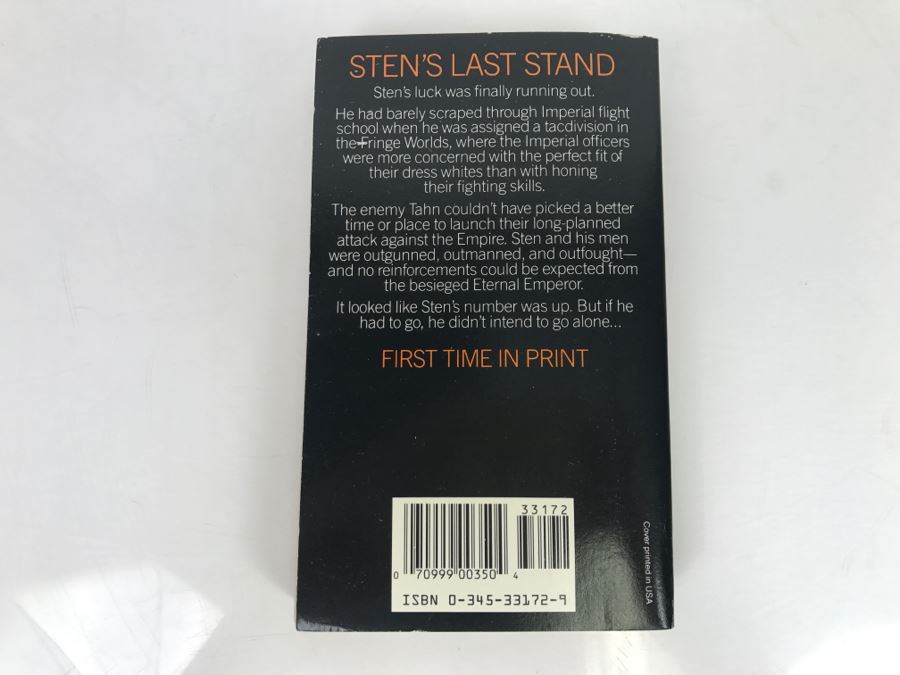 STEN'S LAST STAND
Sten's luck was finally running out.
He had barely scraped through Imperial flight
school when he was assigned a tacdivision in
the Fringe Worlds, where the Imperial officers
were more concerned with the perfect fit of
their dress whites than with honing
their fighting skills.
The enemy Tahn couldn't have picked a better
time or place to launch their long-planned
attack against the Empire. Sten and his men
were outgunned, outmanned, and outfought—
and no reinforcements could be expected from
the besieged Eternal Emperor.
It looked like Sten's number was up. But if he
had to go, he didn't intend to go alone...
FIRST TIME IN PRINT
33172
0 70999 00350 4
ISBN 0-345-33172-9
Cover printed in USA